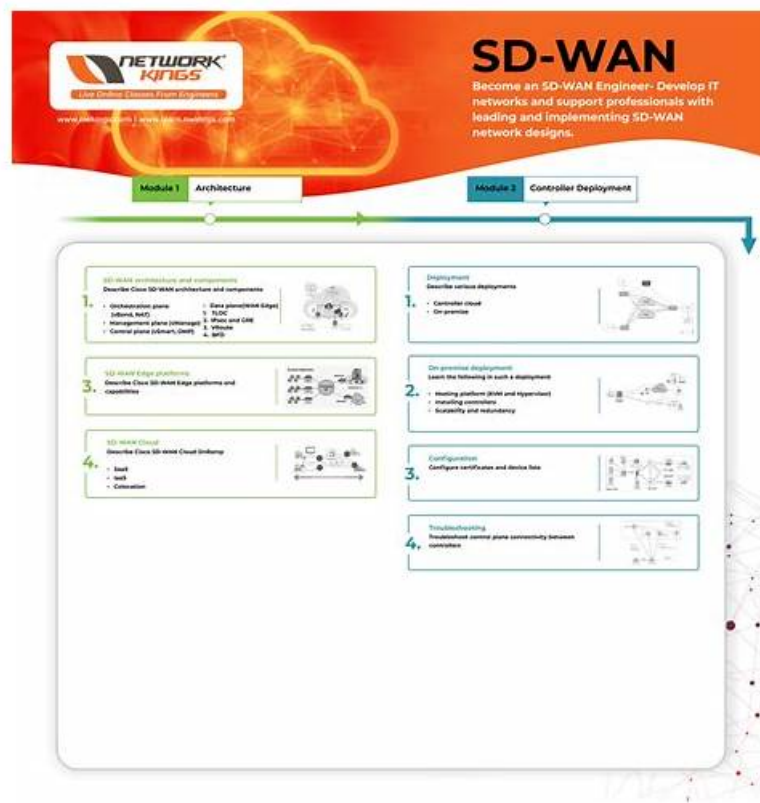 NETWORK
KINGS
Live Online Classes From Engineers
SD-WAN
Become an SD-WAN Engineer- Develop IT
networks and support professionals with
leading and implementing SD-WAN
network designs.
Module 1 Architecture
Module 2 Controller Deployment
1.
SD-WAN architecture and components
Describe Cisco SD-WAN architecture and components
• Orchestration plane
(vBond, NAT)
• Management plane (vManage)
• Control plane (vSmart, OMP)
• Data plane(WAN Edge)
1. TLOC
2. IPsec and GRE
3. VRoute
4. BFD
3.
SD-WAN Edge platforms
Describe Cisco SD-WAN Edge platforms and
capabilities
4.
SD-WAN Cloud
Describe Cisco SD-WAN Cloud OnRamp
• SaaS
• IaaS
• Colocation
1.
Deployment
Describe various deployments
• Controller cloud
• On-premise
2.
On-premise deployment
Learn the following in such a deployment
• Hosting platform (KVM and Hypervisor)
• Installing controllers
• Scalability and redundancy
3.
Configuration
Configure certificates and device lists
4.
Troubleshooting
Troubleshoot control plane connectivity between
controllers